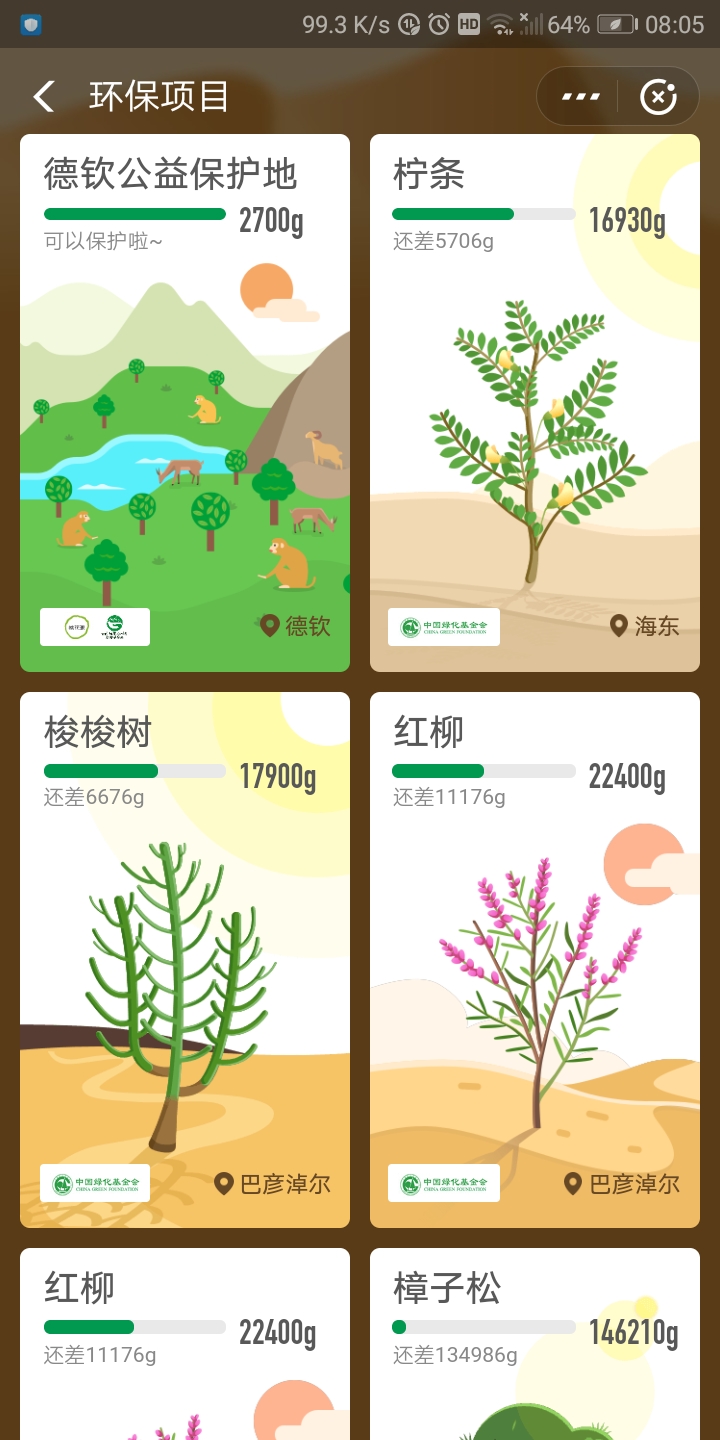 99.3 K/s HD 64% 08:05
环保项目
德钦公益保护地
2700g
可以保护啦~
德钦
柠条
16930g
还差5706g
中国绿化基金会
CHINA GREEN FOUNDATION
海东
梭梭树
17900g
还差6676g
中国绿化基金会
CHINA GREEN FOUNDATION
巴彦淖尔
红柳
22400g
还差11176g
中国绿化基金会
CHINA GREEN FOUNDATION
巴彦淖尔
红柳
22400g
还差11176g
樟子松
146210g
还差134986g